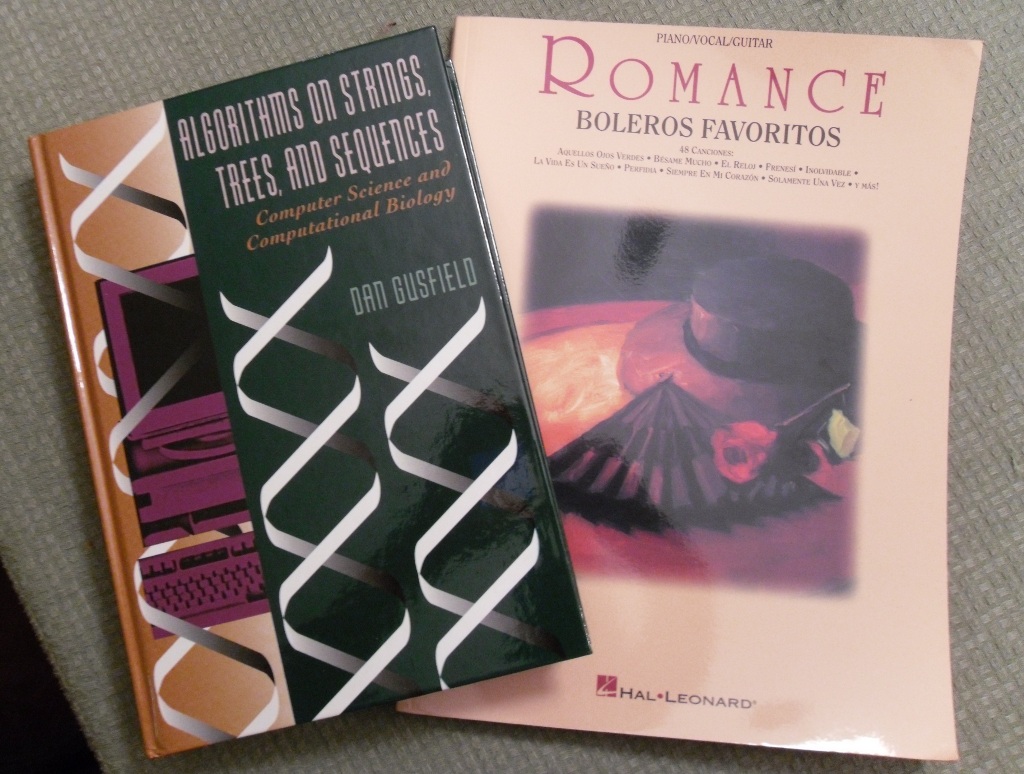 ALGORITHMS ON STRINGS,
TREES, AND SEQUENCES
Computer Science and
Computational Biology
DAN GUSFIELD
PIANO/VOCAL/GUITAR
ROMANCE
BOLEROS FAVORITOS
48 CANCIONES:
AQUELLOS OJOS VERDES • BÉSAME MUCHO • EL RELOJ • FRENESÍ • INOLVIDABLE •
LA VIDA ES UN SUEÑO • PERFIDIA • SIEMPRE EN MI CORAZÓN • SOLAMENTE UNA VEZ • Y MÁS!
HAL•LEONARD®